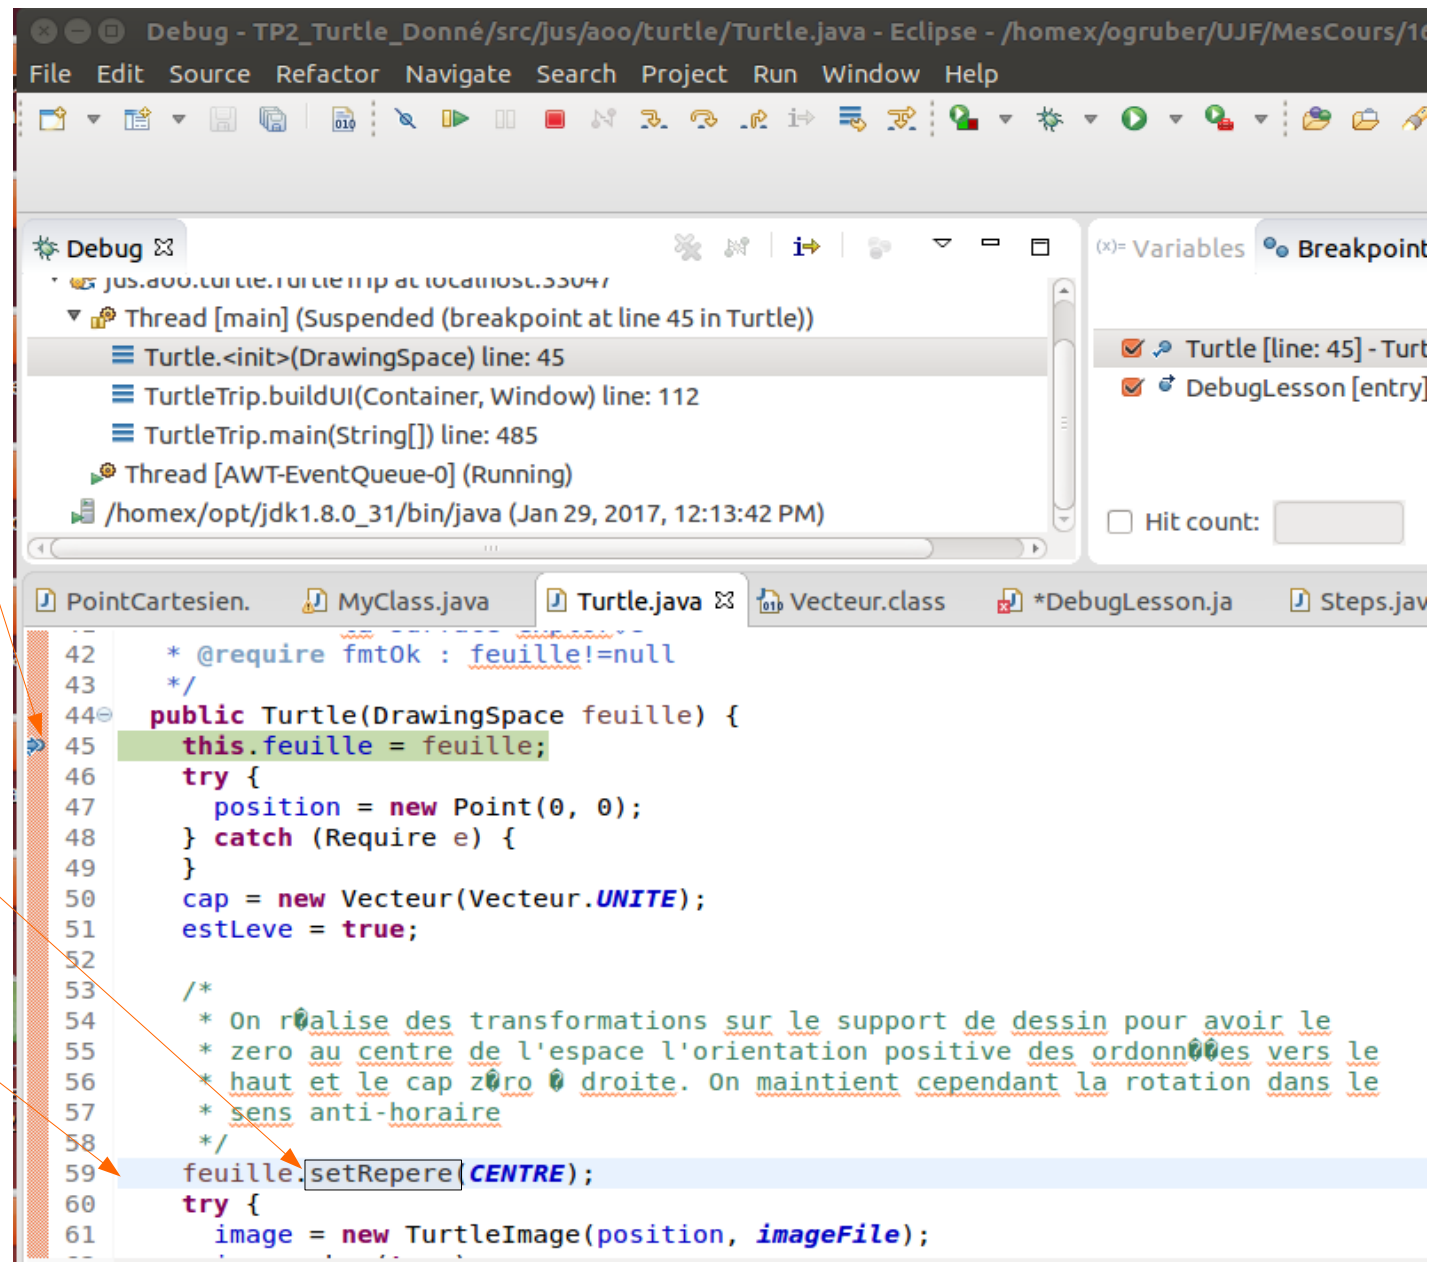 Debug - TP2_Turtle_Donné/src/jus/aoo/turtle/Turtle.java - Eclipse - /homex/ogruber/UJF/MesCours/1
File Edit Source Refactor Navigate Search Project Run Window Help
Debug
(x)= Variables Breakpoint
jus.aoo.turtle.TurtleTrip at localhost:33047
Thread [main] (Suspended (breakpoint at line 45 in Turtle))
Turtle.<init>(DrawingSpace) line: 45
TurtleTrip.buildUI(Container, Window) line: 112
TurtleTrip.main(String[]) line: 485
Thread [AWT-EventQueue-0] (Running)
/homex/opt/jdk1.8.0_31/bin/java (Jan 29, 2017, 12:13:42 PM)
Turtle [line: 45] - Turt
DebugLesson [entry]
Hit count:
PointCartesien. MyClass.java Turtle.java Vecteur.class *DebugLesson.ja Steps.jav
42 * @require fmtOk : feuille!=null
43 */
44 public Turtle(DrawingSpace feuille) {
45 this.feuille = feuille;
46 try {
47 position = new Point(0, 0);
48 } catch (Require e) {
49 }
50 cap = new Vecteur(Vecteur.UNITE);
51 estLeve = true;
52
53 /*
54 * On r�alise des transformations sur le support de dessin pour avoir le
55 * zero au centre de l'espace l'orientation positive des ordonn��es vers le
56 * haut et le cap z�ro � droite. On maintient cependant la rotation dans le
57 * sens anti-horaire
58 */
59 feuille.setRepere(CENTRE);
60 try {
61 image = new TurtleImage(position, imageFile);